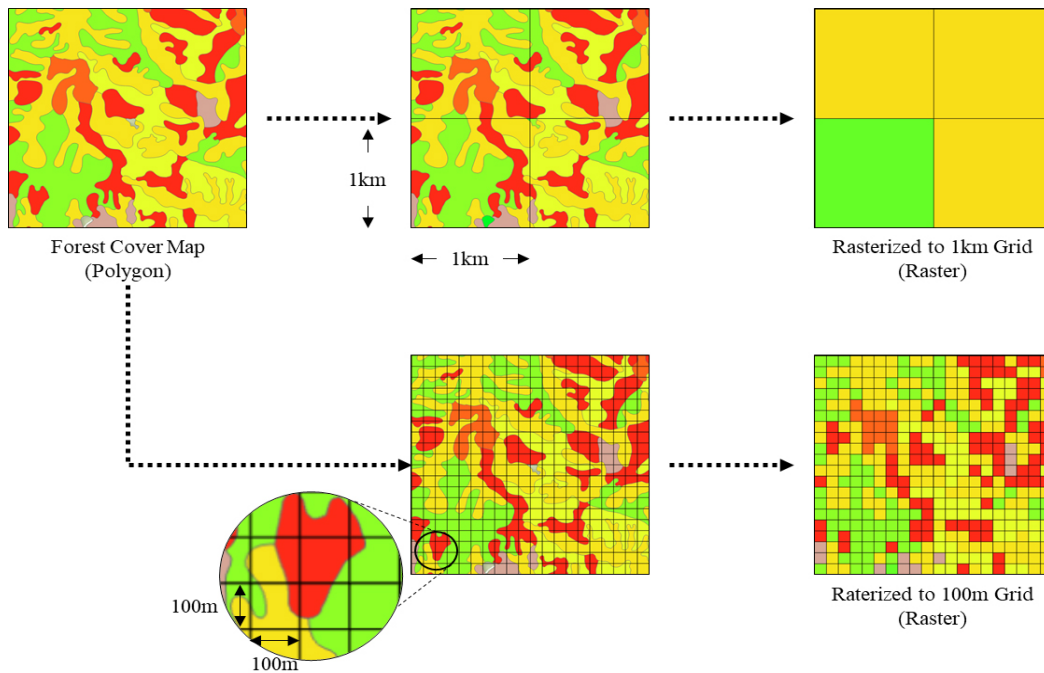 1km
1km
Forest Cover Map
(Polygon)
Rasterized to 1km Grid
(Raster)
100m
100m
Raterized to 100m Grid
(Raster)